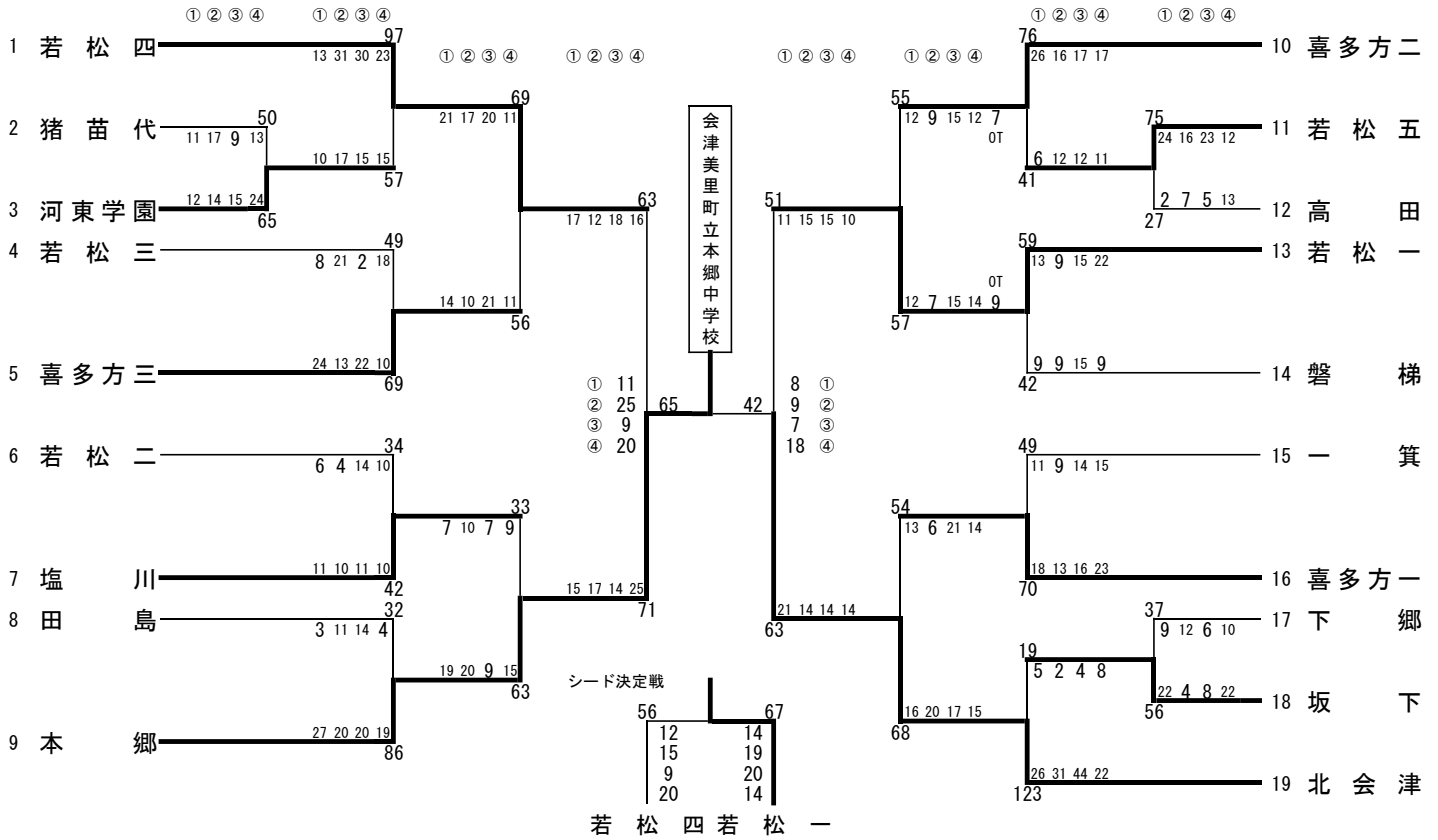 ① ② ③ ④ ① ② ③ ④ ① ② ③ ④ ① ② ③ ④
1 若松四 97 76 10 喜多方二
13 31 30 23 26 16 17 17
① ② ③ ④ ① ② ③ ④ ① ② ③ ④ ① ② ③ ④
69 55
21 17 20 11 12 9 15 12 7
OT
2 猪苗代 50 75 11 若松五
11 17 9 13 24 16 23 12
10 17 15 15 6 12 12 11
57 41
3 河東学園 12 14 15 24 2 7 5 13 12 高田
65 27
会津美里町立本郷中学校
63 51
17 12 18 16 11 15 15 10
4 若松三 49 59 13 若松一
8 21 2 18 13 9 15 22
OT
14 10 21 11 12 7 15 14 9
56 57
5 喜多方三 24 13 22 10 9 9 15 9 14 磐梯
69 42
① 11 8 ①
② 25 65 42 9 ②
③ 9 7 ③
④ 20 18 ④
6 若松二 34 49 15 一箕
6 4 14 10 11 9 14 15
33 54
7 10 7 9 13 6 21 14
7 塩川 11 10 11 10 18 13 16 23 16 喜多方一
42 70
15 17 14 25 21 14 14 14
71 63
8 田島 32 37 17 下郷
3 11 14 4 9 12 6 10
19
19 20 9 15 5 2 4 8
63
シード決定戦
22 4 8 22 18 坂下
56
56 67
16 20 17 15
68
12 14
15 19
9 20
20 14
9 本郷 27 20 20 19
86
26 31 44 22 19 北会津
123
若松四 若松一